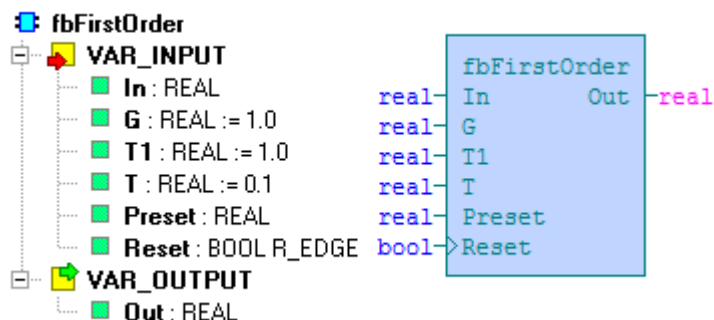 fbFirstOrder
VAR_INPUT
In : REAL
G : REAL := 1.0
T1 : REAL := 1.0
T : REAL := 0.1
Preset : REAL
Reset : BOOL R_EDGE
VAR_OUTPUT
Out : REAL
fbFirstOrder
real In Out real
real G
real T1
real T
real Preset
bool Reset